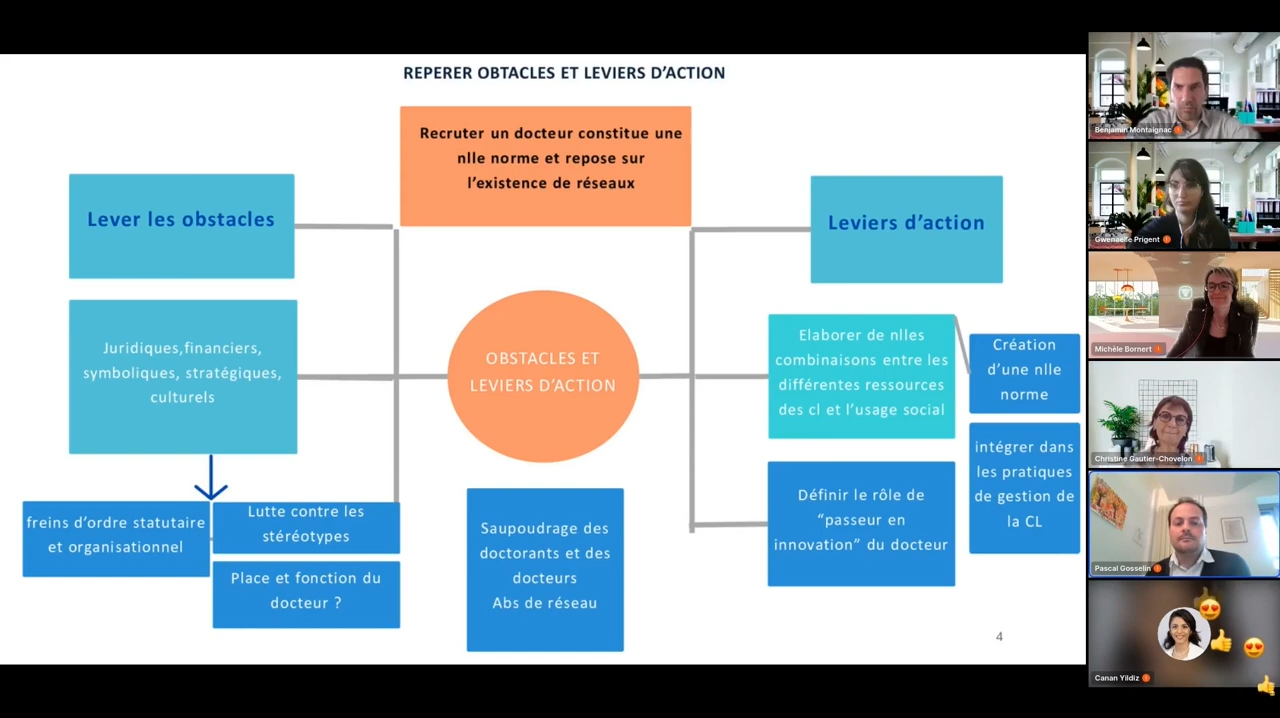 REPERER OBTACLES ET LEVIERS D’ACTION
Recruter un docteur constitue une
nlle norme et repose sur
l’existence de réseaux
Lever les obstacles
Leviers d’action
Juridiques,financiers,
symboliques, stratégiques,
culturels
OBSTACLES ET
LEVIERS D’ACTION
Elaborer de nlles
combinaisons entre les
différentes ressources
des cl et l’usage social
Création
d’une nlle
norme
intégrer dans
les pratiques
de gestion de
la CL
freins d’ordre statutaire
et organisationnel
Lutte contre les
stéréotypes
Place et fonction du
docteur ?
Saupoudrage des
doctorants et des
docteurs
Abs de réseau
Définir le rôle de
“passeur en
innovation” du docteur
4
Benjamin Montaignac
Gwenaelle Prigent
Michèle Bornert
Christine Gautier-Chovelon
Pascal Gosselin
Canan Yildiz